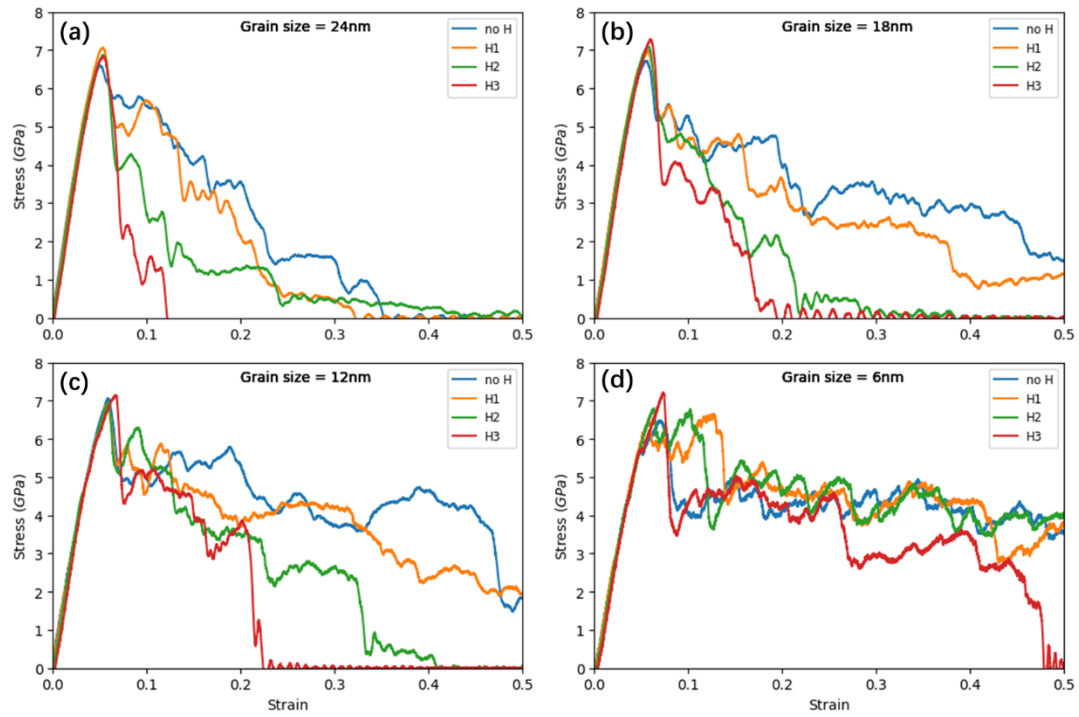 (a)
Grain size = 24nm
no H
H1
H2
H3
Stress (GPa)
8
7
6
5
4
3
2
1
0
0.0 0.1 0.2 0.3 0.4 0.5
(b)
Grain size = 18nm
no H
H1
H2
H3
Stress (GPa)
8
7
6
5
4
3
2
1
0
0.0 0.1 0.2 0.3 0.4 0.5
(c)
Grain size = 12nm
no H
H1
H2
H3
Stress (GPa)
8
7
6
5
4
3
2
1
0
0.0 0.1 0.2 0.3 0.4 0.5
Strain
(d)
Grain size = 6nm
no H
H1
H2
H3
Stress (GPa)
8
7
6
5
4
3
2
1
0
0.0 0.1 0.2 0.3 0.4 0.5
Strain